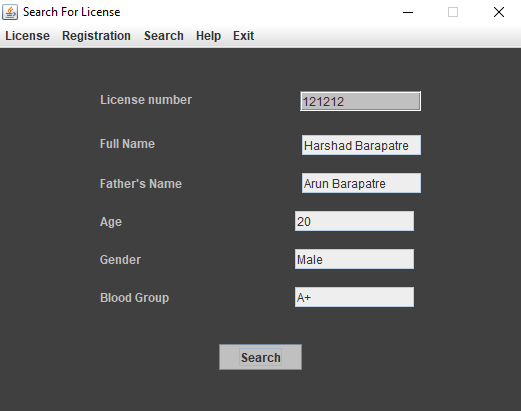 Search For License
License Registration Search Help Exit
License number 121212
Full Name Harshad Barapatre
Father's Name Arun Barapatre
Age 20
Gender Male
Blood Group A+
Search